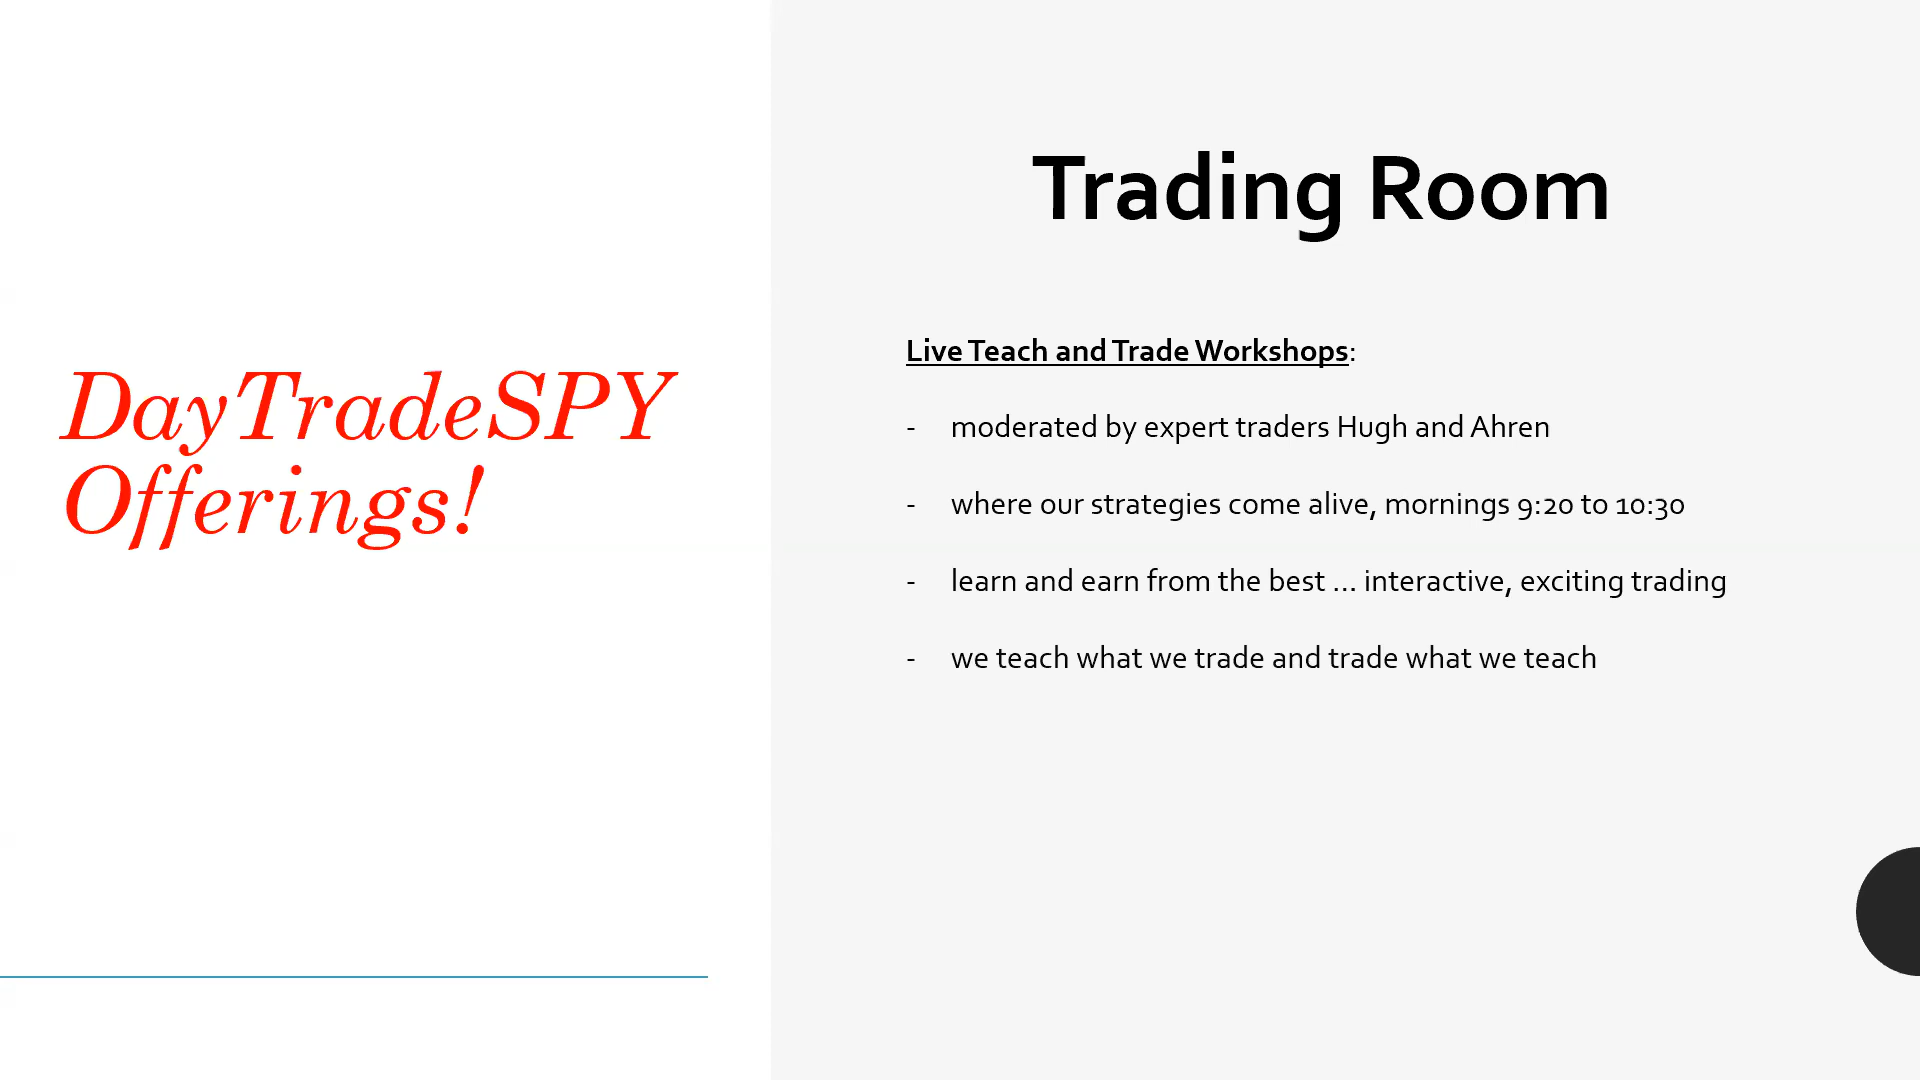 DayTradeSPY
Offerings!
Trading Room
Live Teach and Trade Workshops:
- moderated by expert traders Hugh and Ahren
- where our strategies come alive, mornings 9:20 to 10:30
- learn and earn from the best ... interactive, exciting trading
- we teach what we trade and trade what we teach